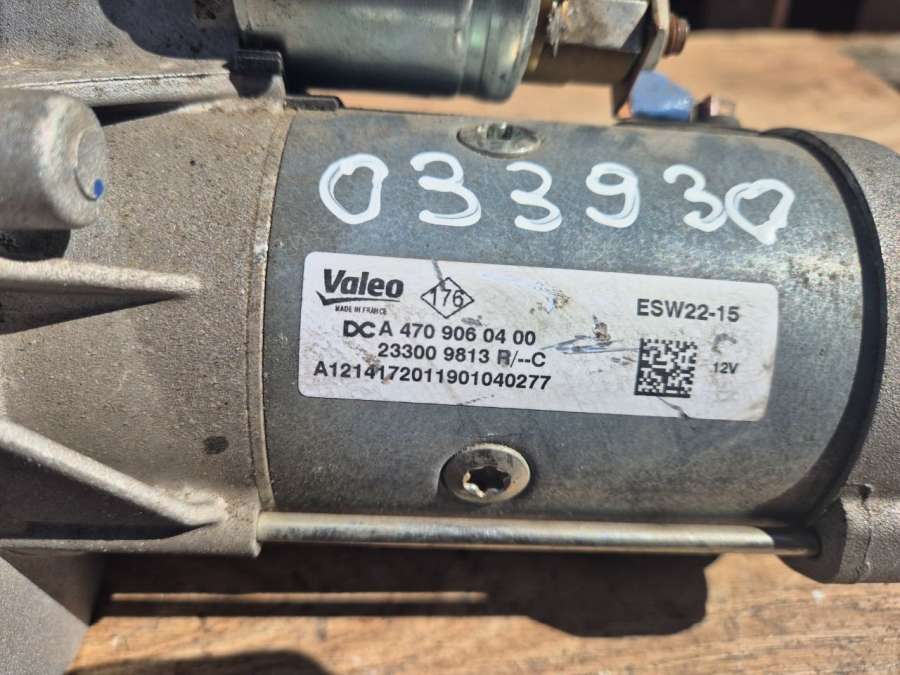 033930
Valeo
MADE IN FRANCE
176
ESW22-15
DC A 470 906 04 00
23300 9813 R/--C
12V
A1214172011901040277